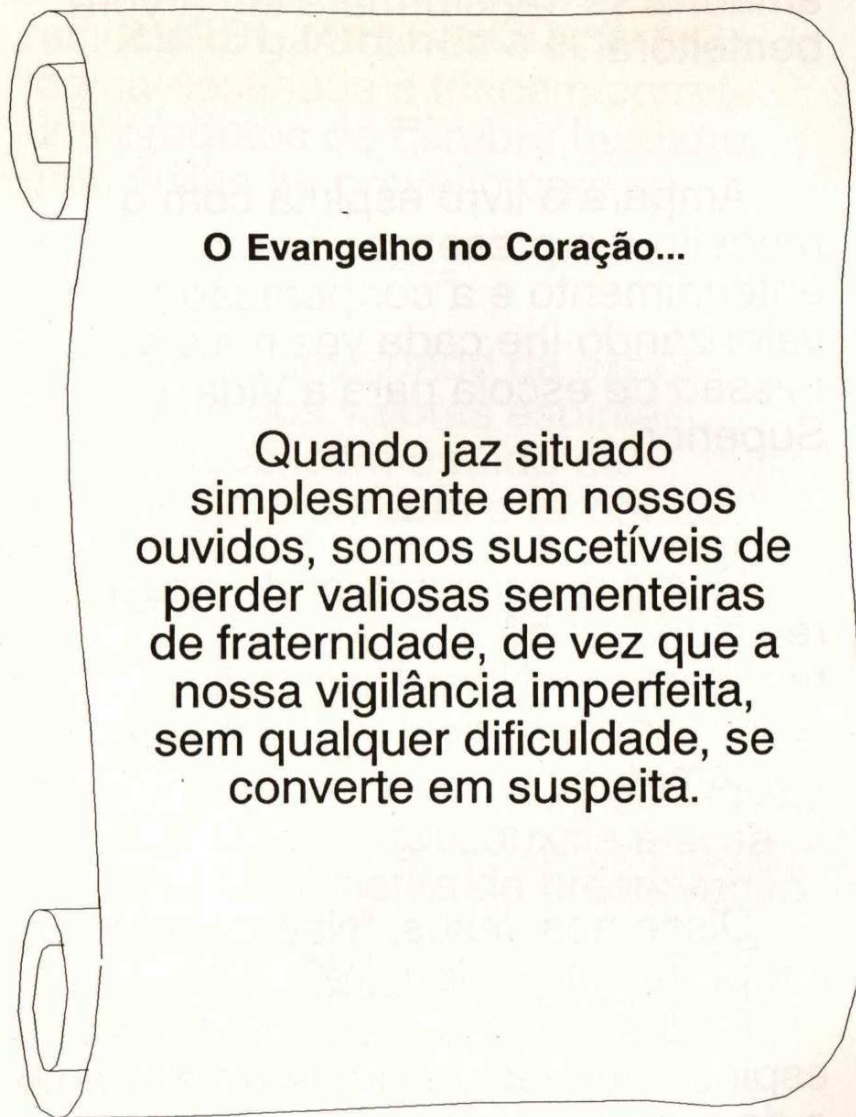 O Evangelho no Coração...
Quando jaz situado
simplesmente em nossos
ouvidos, somos suscetíveis de
perder valiosas sementeiras
de fraternidade, de vez que a
nossa vigilância imperfeita,
sem qualquer dificuldade, se
converte em suspeita.